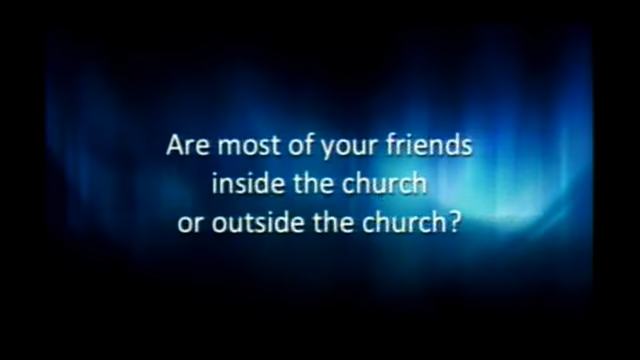 Are most of your friends
inside the church
or outside the church?